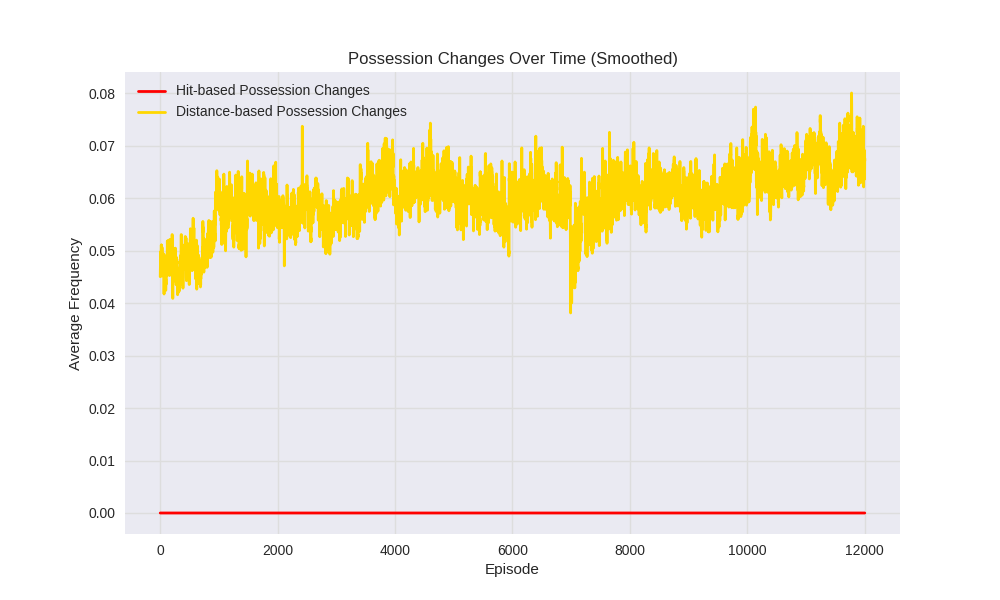 Possession Changes Over Time (Smoothed)
Hit-based Possession Changes
Distance-based Possession Changes
Average Frequency
0.08
0.07
0.06
0.05
0.04
0.03
0.02
0.01
0.00
0 2000 4000 6000 8000 10000 12000
Episode